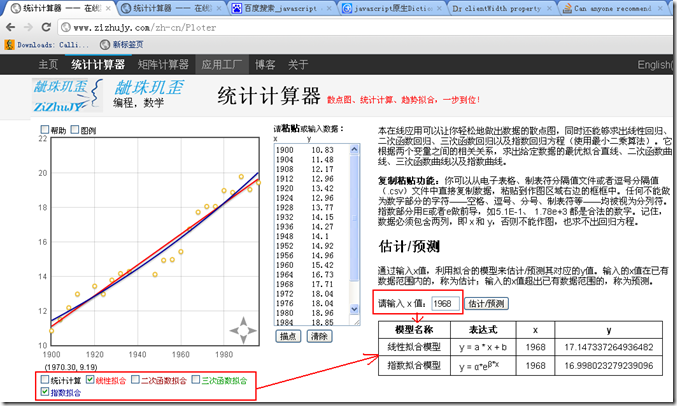 统计计算器 —— 一 在线
统计计算器 —— 一 在线
百度搜索_javascript
javascript原生Dictio
clientWidth property
Can anyone recommend
www.zizhujy.com/zh-cn/Ploter
Downloads: Calli... 新标签页
主页 统计计算器 矩阵计算器 应用工厂 博客 关于 English(
龇珠玑歪
ZiZhuJY
龇珠玑歪
编程，数学
统计计算器 散点图、统计计算、趋势拟合，一步到位！
帮助 图例
22
20
18
16
14
12
10
1900 1920 1940 1960 1980
(1970.30, 9.19)
统计计算 线性拟合 二次函数拟合 三次函数拟合
指数拟合
请粘贴或输入数据：
x y
1900 10.83
1904 11.48
1908 12.17
1912 12.96
1920 13.42
1924 12.96
1928 13.77
1932 14.15
1936 14.27
1948 14.1
1952 14.92
1956 14.96
1960 15.42
1964 16.73
1968 17.71
1972 18.04
1976 18.04
1980 18.96
1984 18.85
描点 清除
本在线应用可以让你轻松地做出数据的散点图，同时还能够求出线性回归、
二次函数回归、三次函数回归以及指数回归方程（使用最小二乘法）。它
根据两个变量之间的相关关系，求出给定数据的最优拟合直线、二次函数曲
线、三次函数曲线以及指数曲线。
复制粘贴功能：你可以从电子表格、制表符分隔值文件或者逗号分隔值
（.csv）文件中直接复制数据，粘贴到作图区域右边的框框中。任何不能做
为数字部分的字符——空格、逗号、分号、制表符等——均被视为分列符。
指数部分用E或者e做前导，如5.1E-1、1.78e+3 都是合法的数字。记住，
数据必须包含两列，即 x 和 y，否则不能作图，也求不出回归方程。
估计/预测
通过输入x值，利用拟合的模型来估计/预测其对应的y值。输入的x值在已有
数据范围内的，称为估计；输入的x值超出已有数据范围的，称为预测。
请输入 x 值： 1968 估计/预测
模型名称 表达式 x y
线性拟合模型 y = a * x + b 1968 17.147337264936482
指数拟合模型 y = α*e^β*x 1968 16.998023279239096